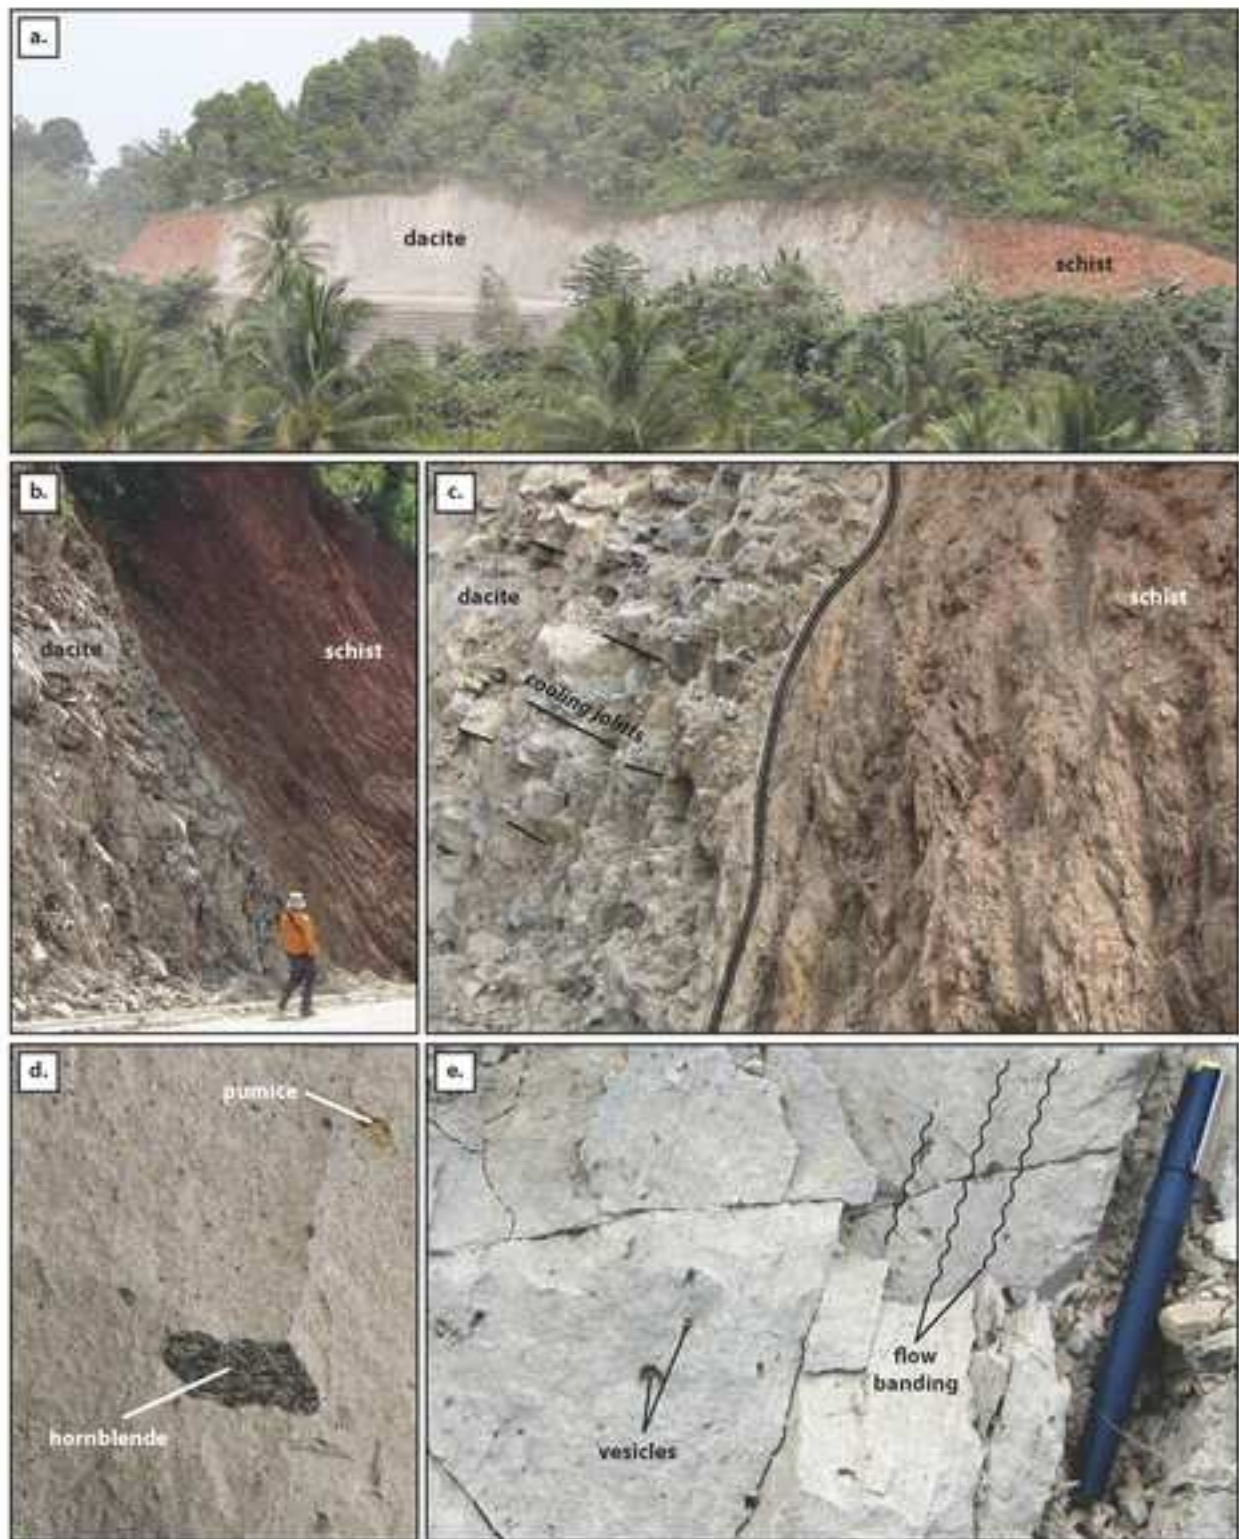 a.
dacite
schist
b.
dacite
schist
c.
dacite
schist
cooling joints
d.
pumice
hornblende
e.
flow
banding
vesicles